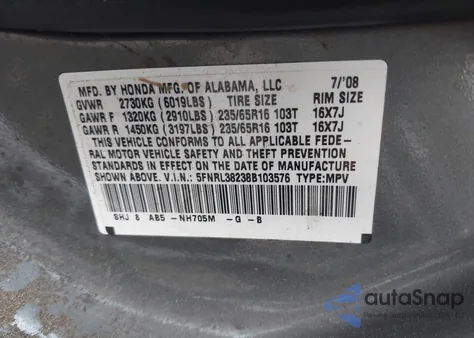 MFD. BY HONDA MFG. OF ALABAMA, LLC 7/'08
GVWR 2730KG (6019LBS) TIRE SIZE RIM SIZE
GAWR F 1320KG (2910LBS) 235/65R16 103T 16X7J
GAWR R 1450KG (3197LBS) 235/65R16 103T 16X7J
THIS VEHICLE CONFORMS TO ALL APPLICABLE FEDE-
RAL MOTOR VEHICLE SAFETY AND BUMPER
STANDARDS IN EFFECT ON THE DATE OF MANUFACTURE
SHOWN ABOVE. V.I.N.: 5FNRL38238B103576 TYPE:MPV
SHJ 8 AB5 -NH705M -G -B
autoSnap